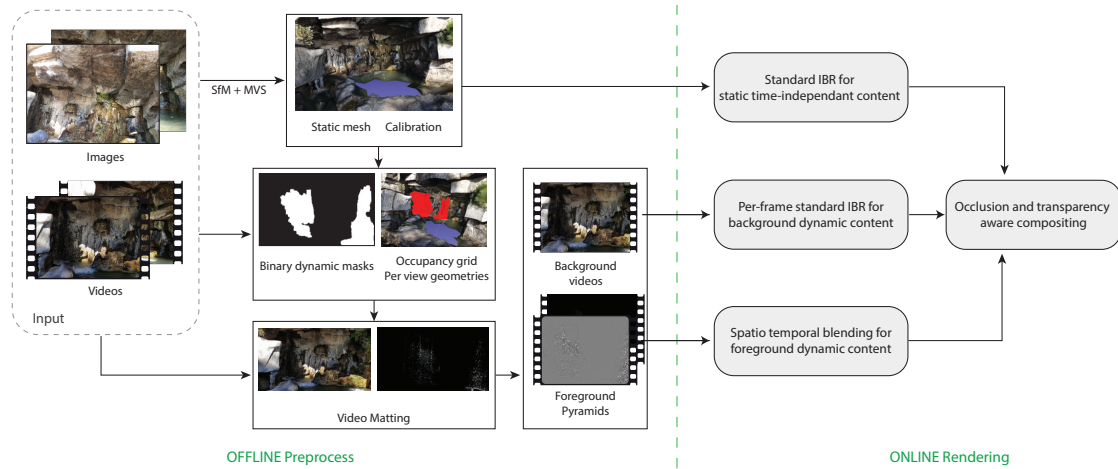 Images
Videos
Input
SfM + MVS
Static mesh Calibration
Binary dynamic masks
Occupancy grid
Per view geometries
Video Matting
Background
videos
Foreground
Pyramids
OFFLINE Preprocess
Standard IBR for
static time-independant content
Per-frame standard IBR for
background dynamic content
Spatio temporal blending for
foreground dynamic content
Occlusion and transparency
aware compositing
ONLINE Rendering